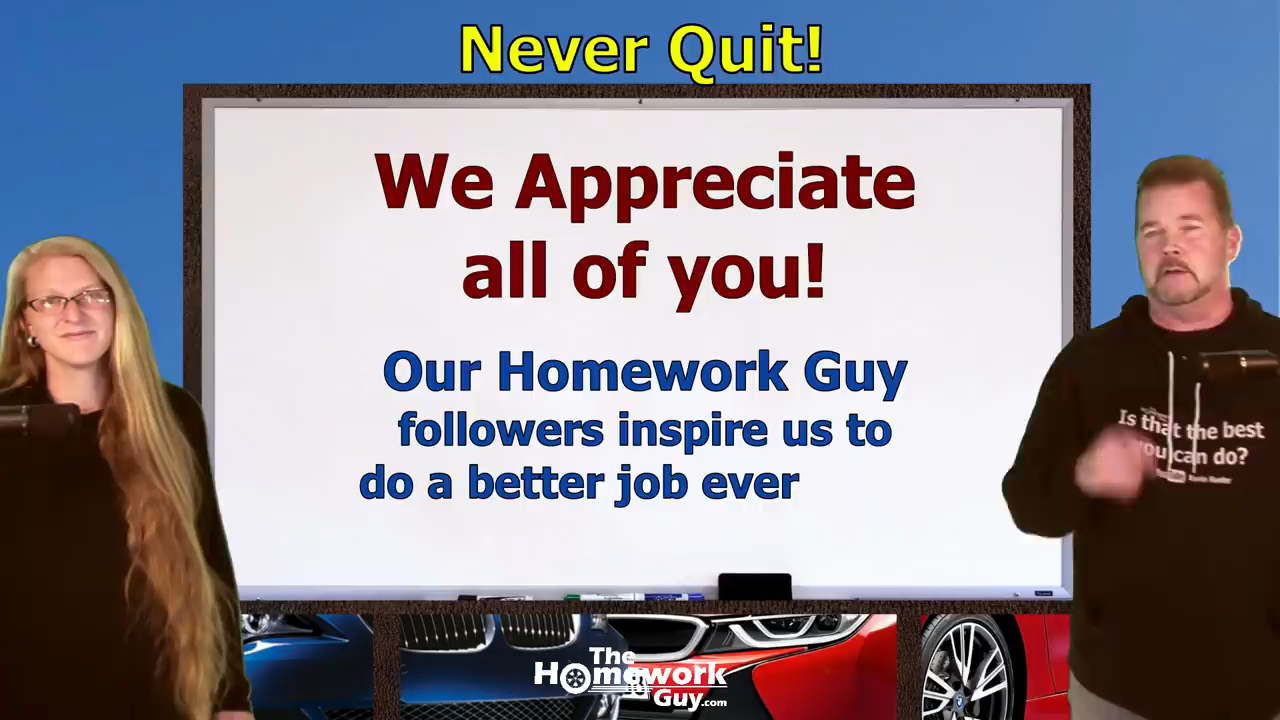 Never Quit!
We Appreciate
all of you!
Our Homework Guy
followers inspire us to
do a better job ever
Is that the best
you can do?
The
Homework
Guy.com